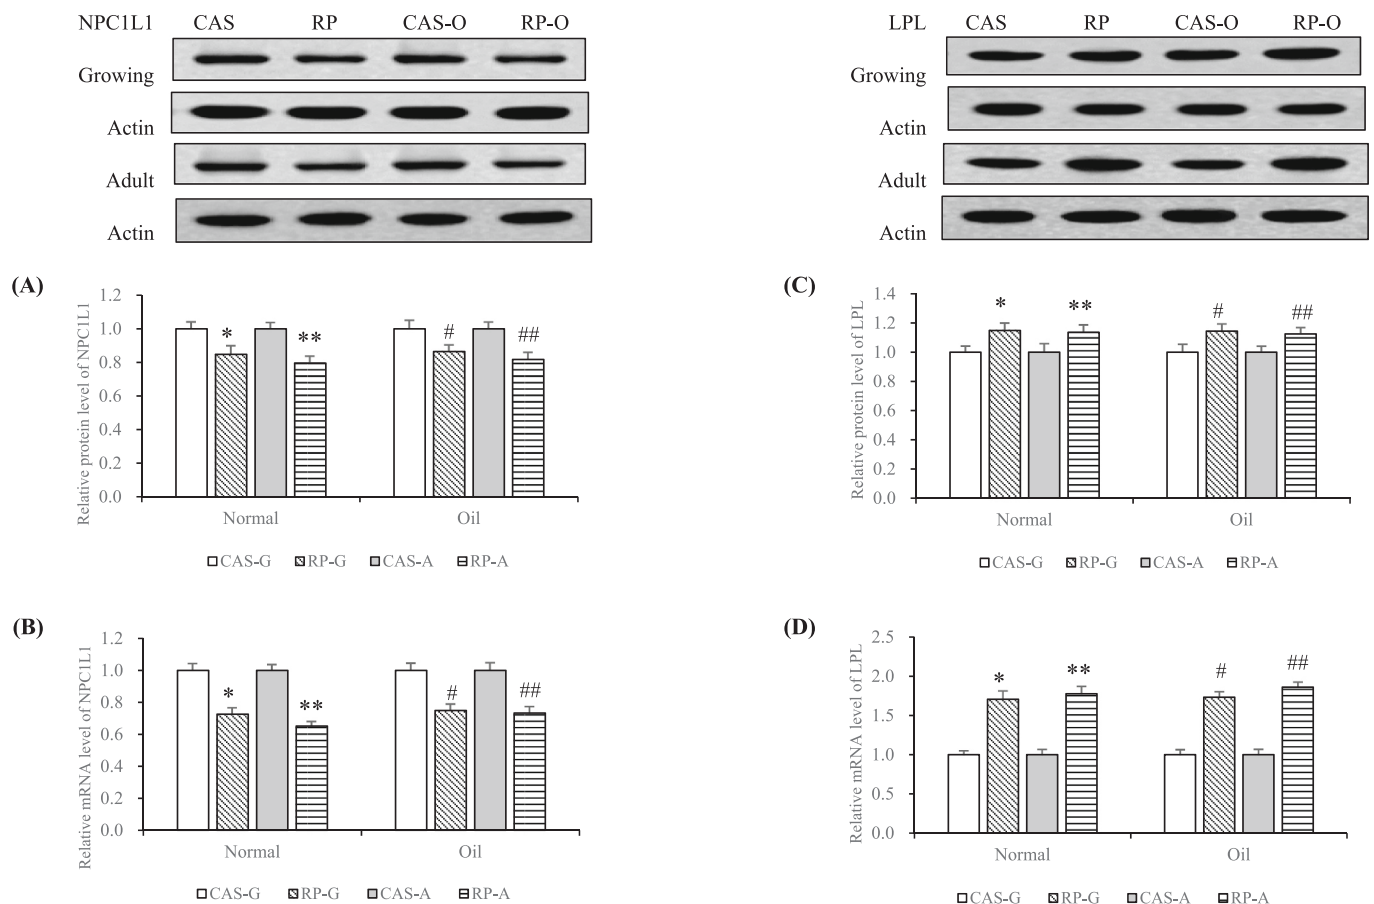 NPC1L1 CAS RP CAS-O RP-O
Growing
Actin
Adult
Actin
LPL CAS RP CAS-O RP-O
Growing
Actin
Adult
Actin
(A)
Relative protein level of NPC1L1
1.2
1.0
0.8
0.6
0.4
0.2
0.0
* ** # ##
Normal Oil
CAS-G RP-G CAS-A RP-A
(C)
Relative protein level of LPL
1.4
1.2
1.0
0.8
0.6
0.4
0.2
0.0
* ** # ##
Normal Oil
CAS-G RP-G CAS-A RP-A
(B)
Relative mRNA level of NPC1L1
1.2
1.0
0.8
0.6
0.4
0.2
0.0
* ** # ##
Normal Oil
CAS-G RP-G CAS-A RP-A
(D)
Relative mRNA level of LPL
2.5
2.0
1.5
1.0
0.5
0.0
* ** # ##
Normal Oil
CAS-G RP-G CAS-A RP-A